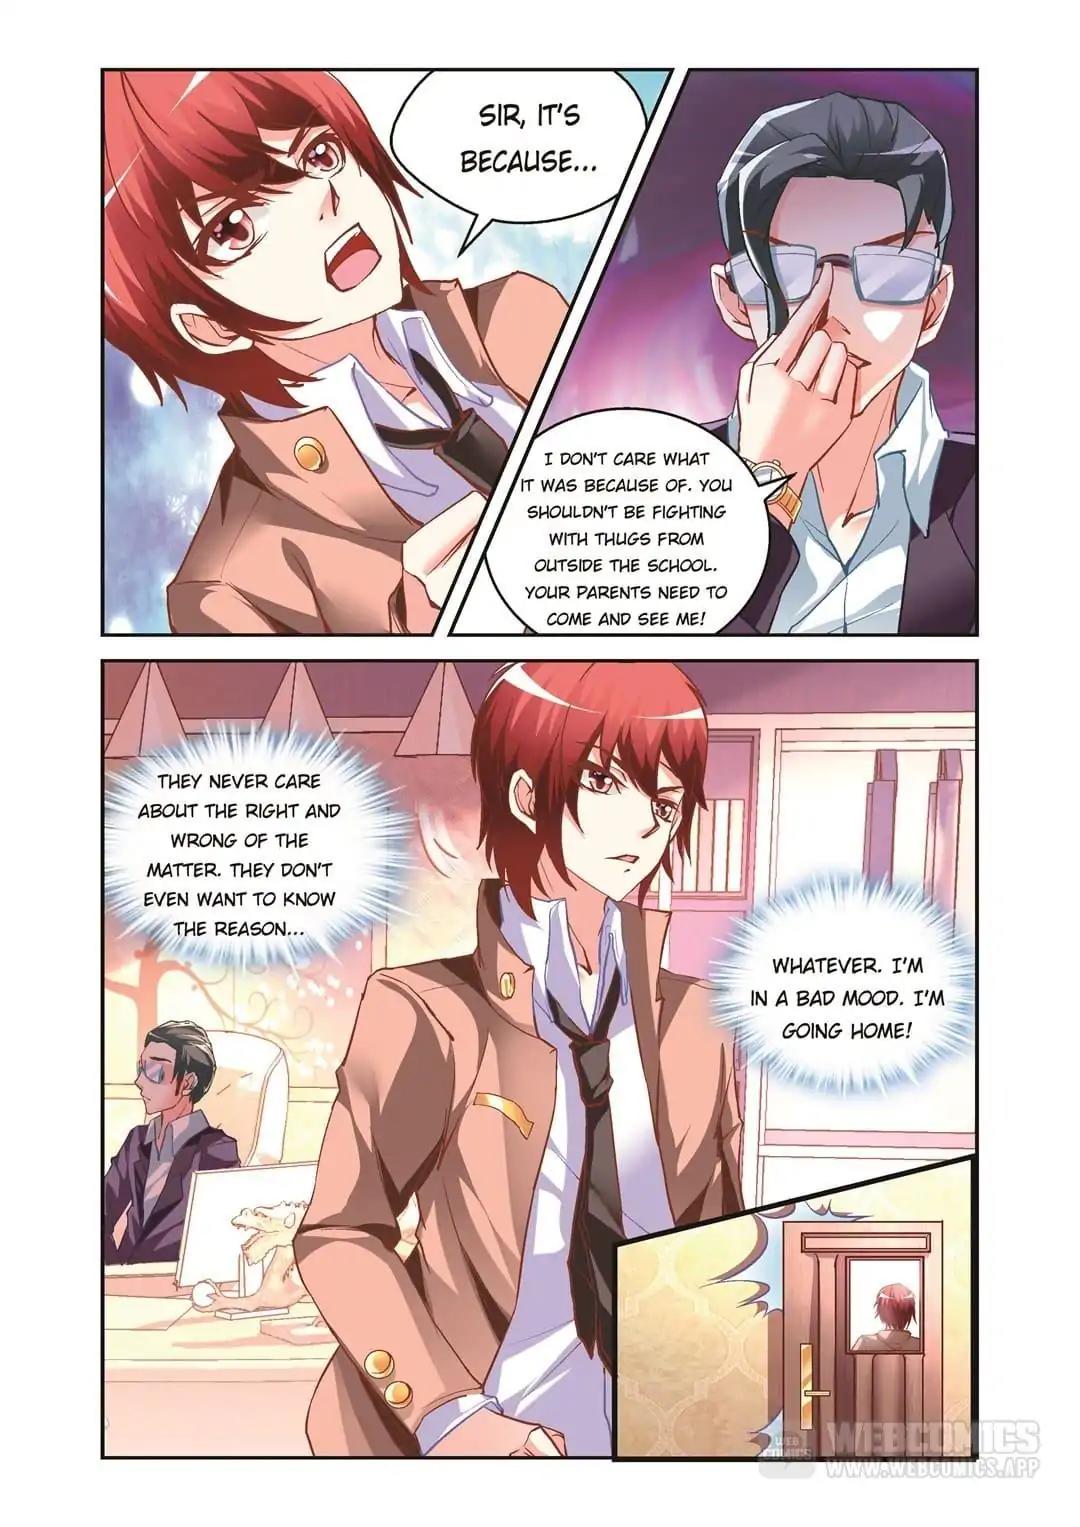 SIR, IT'S
BECAUSE...
I DON'T CARE WHAT
IT WAS BECAUSE OF. YOU
SHOULDN'T BE FIGHTING
WITH THUGS FROM
OUTSIDE THE SCHOOL.
YOUR PARENTS NEED TO
COME AND SEE ME!
THEY NEVER CARE
ABOUT THE RIGHT AND
WRONG OF THE
MATTER. THEY DON'T
EVEN WANT TO KNOW
THE REASON...
WHATEVER. I'M
IN A BAD MOOD. I'M
GOING HOME!
WEB
COMICS
WEBCOMICS
WWW.WEBCOMICS.APP